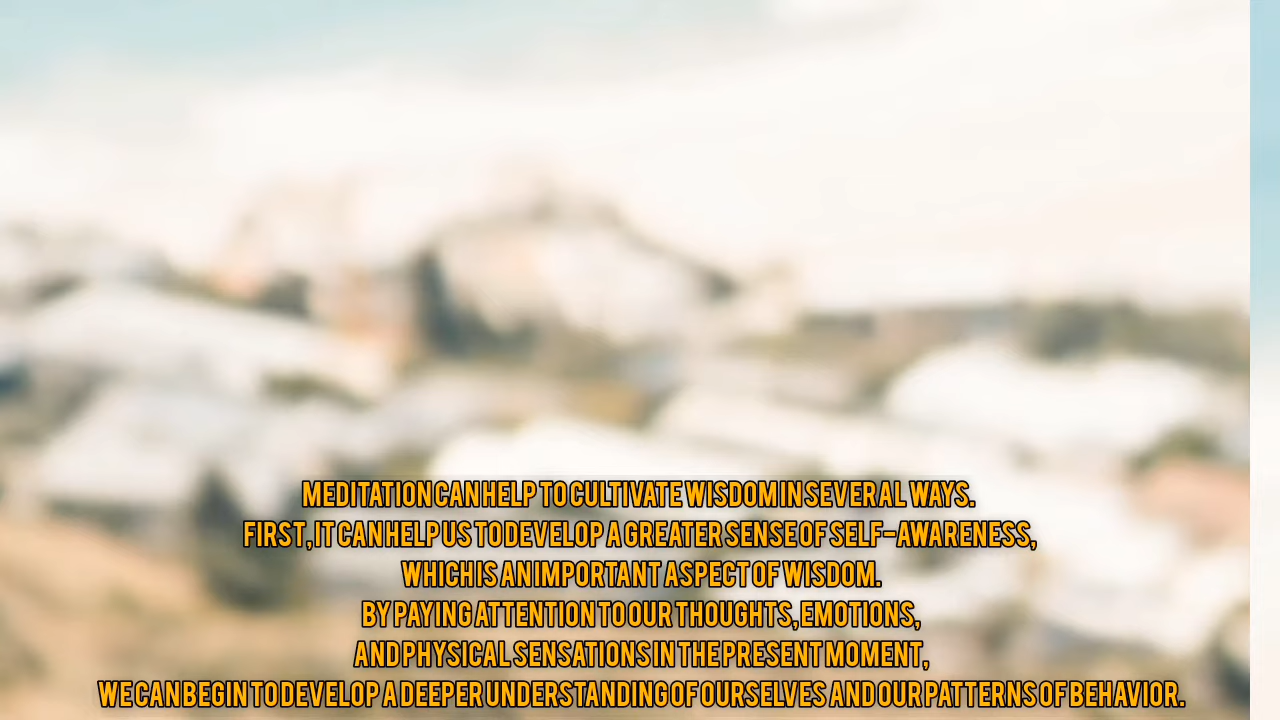 MEDITATION CAN HELP TO CULTIVATE WISDOM IN SEVERAL WAYS.
FIRST, IT CAN HELP US TO DEVELOP A GREATER SENSE OF SELF-AWARENESS,
WHICH IS AN IMPORTANT ASPECT OF WISDOM.
BY PAYING ATTENTION TO OUR THOUGHTS, EMOTIONS,
AND PHYSICAL SENSATIONS IN THE PRESENT MOMENT,
WE CAN BEGIN TO DEVELOP A DEEPER UNDERSTANDING OF OURSELVES AND OUR PATTERNS OF BEHAVIOR.